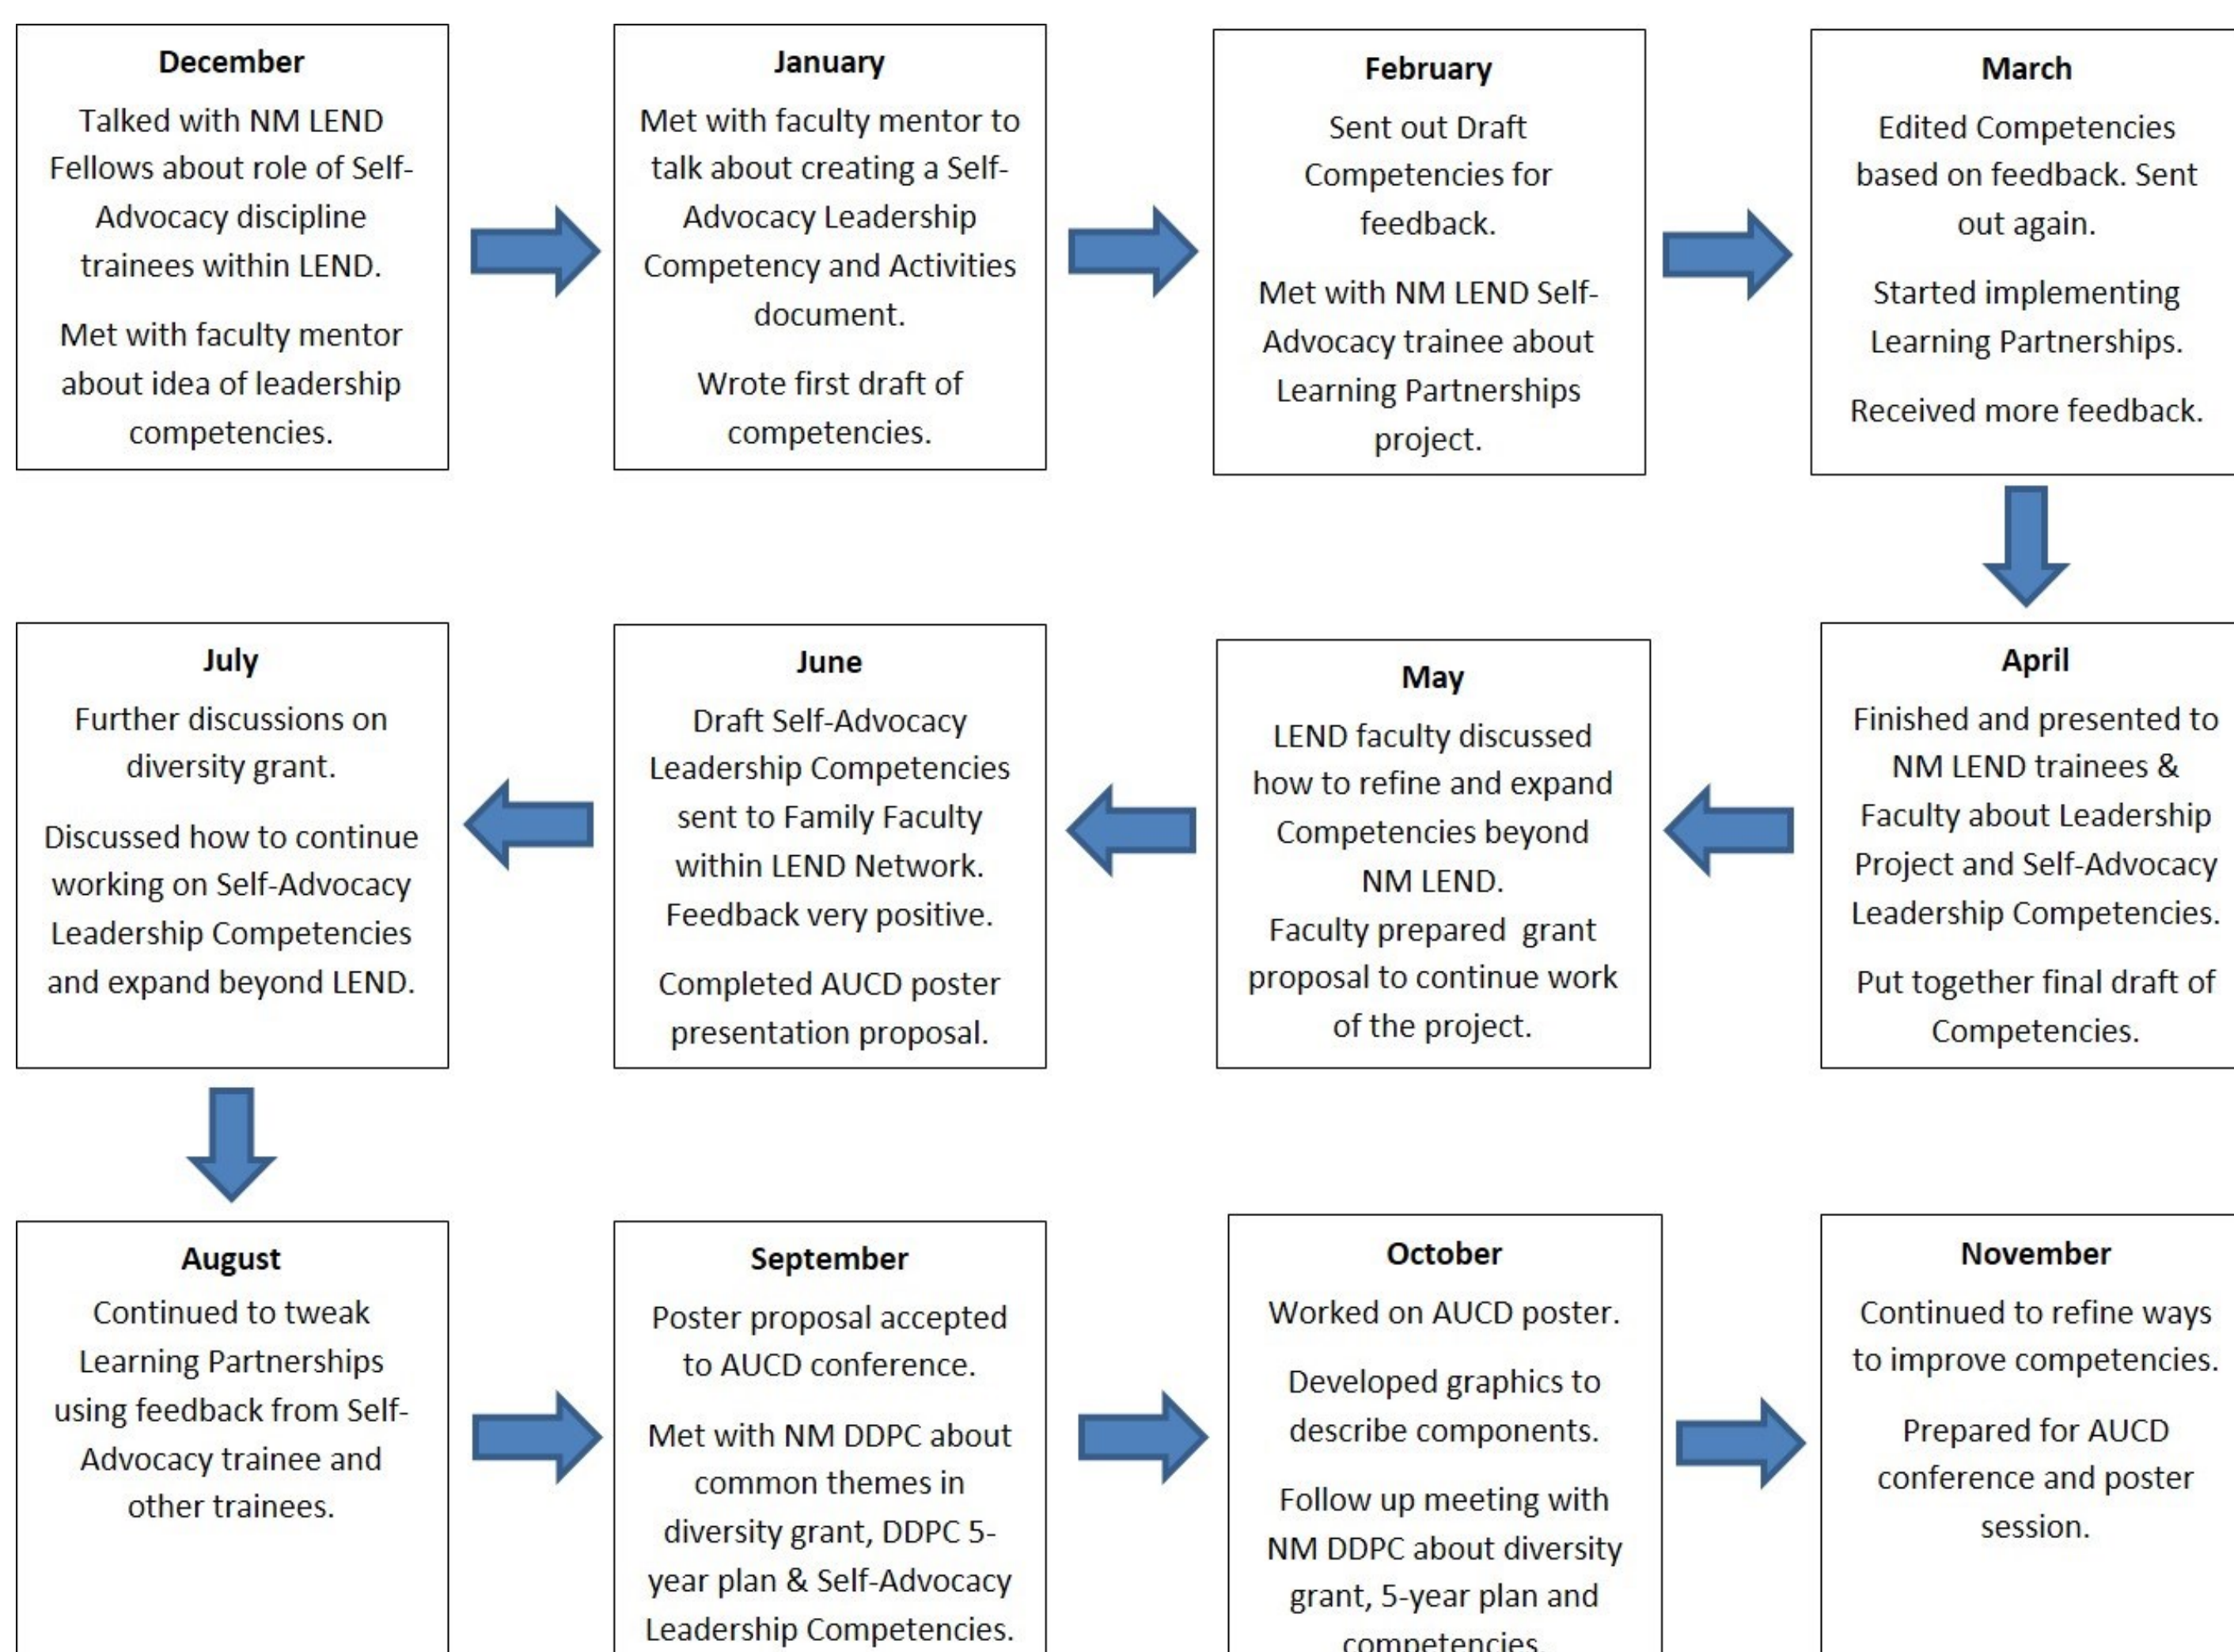 December
Talked with NM LEND
Fellows about role of Self-
Advocacy discipline
trainees within LEND.
Met with faculty mentor
about idea of leadership
competencies.
January
Met with faculty mentor to
talk about creating a Self-
Advocacy Leadership
Competency and Activities
document.
Wrote first draft of
competencies.
February
Sent out Draft
Competencies for
feedback.
Met with NM LEND Self-
Advocacy trainee about
Learning Partnerships
project.
March
Edited Competencies
based on feedback. Sent
out again.
Started implementing
Learning Partnerships.
Received more feedback.
April
Finished and presented to
NM LEND trainees &
Faculty about Leadership
Project and Self-Advocacy
Leadership Competencies.
Put together final draft of
Competencies.
May
LEND faculty discussed
how to refine and expand
Competencies beyond
NM LEND.
Faculty prepared grant
proposal to continue work
of the project.
June
Draft Self-Advocacy
Leadership Competencies
sent to Family Faculty
within LEND Network.
Feedback very positive.
Completed AUCD poster
presentation proposal.
July
Further discussions on
diversity grant.
Discussed how to continue
working on Self-Advocacy
Leadership Competencies
and expand beyond LEND.
August
Continued to tweak
Learning Partnerships
using feedback from Self-
Advocacy trainee and
other trainees.
September
Poster proposal accepted
to AUCD conference.
Met with NM DDPC about
common themes in
diversity grant, DDPC 5-
year plan & Self-Advocacy
Leadership Competencies.
October
Worked on AUCD poster.
Developed graphics to
describe components.
Follow up meeting with
NM DDPC about diversity
grant, 5-year plan and
competencies.
November
Continued to refine ways
to improve competencies.
Prepared for AUCD
conference and poster
session.